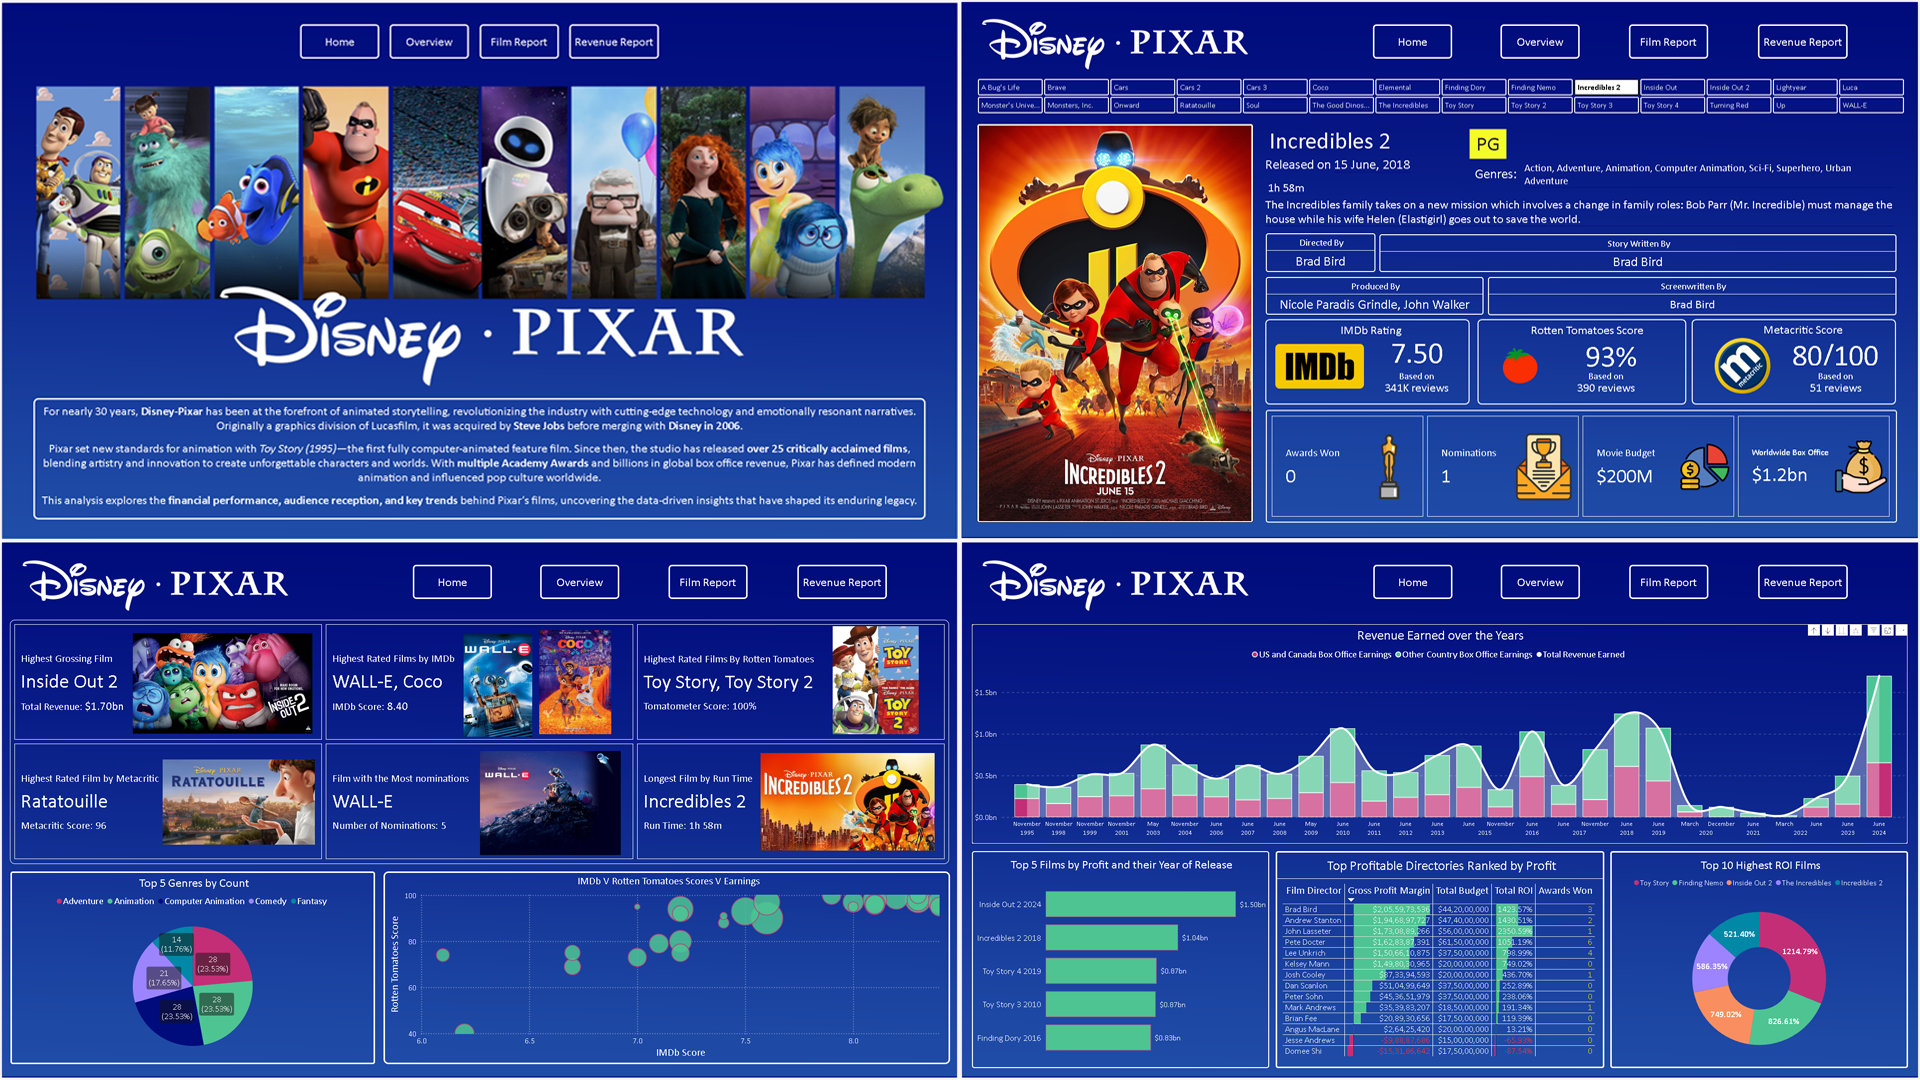 Home
Overview
Film Report
Revenue Report
Disney · PIXAR
For nearly 30 years, Disney-Pixar has been at the forefront of animated storytelling, revolutionizing the industry with cutting-edge technology and emotionally resonant narratives.
Originally a graphics division of Lucasfilm, it was acquired by Steve Jobs before merging with Disney in 2006.
Pixar set new standards for animation with Toy Story (1995)—the first fully computer-animated feature film. Since then, the studio has released over 25 critically acclaimed films,
blending artistry and innovation to create unforgettable characters and worlds. With multiple Academy Awards and billions in global box office revenue, Pixar has defined modern
animation and influenced pop culture worldwide.
This analysis explores the financial performance, audience reception, and key trends behind Pixar's films, uncovering the data-driven insights that have shaped its enduring legacy.
Disney · PIXAR
Home
Overview
Film Report
Revenue Report
A Bug's Life Brave Cars Cars 2 Cars 3 Coco Elemental Finding Dory Finding Nemo Incredibles 2 Inside Out Inside Out 2 Lightyear Luca
Monster's Unive... Monsters, Inc. Onward Ratatouille Soul The Good Dinos... The Incredibles Toy Story Toy Story 2 Toy Story 3 Toy Story 4 Turning Red Up WALL-E
Disney · PIXAR
INCREDIBLES 2
JUNE 15
Incredibles 2
PG
Released on 15 June, 2018
Genres:
Action, Adventure, Animation, Computer Animation, Sci-Fi, Superhero, Urban
Adventure
1h 58m
The Incredibles family takes on a new mission which involves a change in family roles: Bob Parr (Mr. Incredible) must manage the
house while his wife Helen (Elastigirl) goes out to save the world.
Directed By
Brad Bird
Story Written By
Brad Bird
Produced By
Nicole Paradis Grindle, John Walker
Screenwritten By
Brad Bird
IMDb Rating
IMDb
7.50
Based on
341K reviews
Rotten Tomatoes Score
93%
Based on
390 reviews
Metacritic Score
m
metacritic
80/100
Based on
51 reviews
Awards Won
0
Nominations
1
Movie Budget
$200M
Worldwide Box Office
$1.2bn
Disney · PIXAR
Home
Overview
Film Report
Revenue Report
Highest Grossing Film
Inside Out 2
Total Revenue: $1.70bn
INSIDE OUT 2
Highest Rated Films by IMDb
WALL-E, Coco
IMDb Score: 8.40
WALL·E
COCO
Highest Rated Films By Rotten Tomatoes
Toy Story, Toy Story 2
Tomatometer Score: 100%
TOY STORY
TOY STORY 2
Highest Rated Film by Metacritic
Ratatouille
Metacritic Score: 96
Disney · PIXAR
RATATOUILLE
Film with the Most nominations
WALL-E
Number of Nominations: 5
WALL·E
Longest Film by Run Time
Incredibles 2
Run Time: 1h 58m
Disney · PIXAR
INCREDIBLES 2
Top 5 Genres by Count
Adventure Animation Computer Animation Comedy Fantasy
14
(11.76%)
28
(23.53%)
21
(17.65%)
28
(23.53%)
28
(23.53%)
IMDb V Rotten Tomatoes Scores V Earnings
Rotten Tomatoes Score
100
80
60
40
6.0 6.5 7.0 7.5 8.0
IMDb Score
Disney · PIXAR
Home
Overview
Film Report
Revenue Report
Revenue Earned over the Years
US and Canada Box Office Earnings Other Country Box Office Earnings Total Revenue Earned
$1.5bn
$1.0bn
$0.5bn
$0.0bn
November November November November May November June June June May June June June June June November June June November June June March December June March June June June
1995 1998 1999 2001 2003 2004 2006 2007 2008 2009 2010 2011 2012 2013 2015 2016 2017 2018 2019 2020 2021 2022 2023 2024
Top 5 Films by Profit and their Year of Release
Inside Out 2 2024 $1.50bn
Incredibles 2 2018 $1.04bn
Toy Story 4 2019 $0.87bn
Toy Story 3 2010 $0.87bn
Finding Dory 2016 $0.83bn
Top Profitable Directories Ranked by Profit
Film Director Gross Profit Margin Total Budget Total ROI Awards Won
Brad Bird $2,05,59,73,536 $44,20,00,000 1423.57% 3
Andrew Stanton $1,94,68,97,727 $47,40,00,000 1430.51% 2
John Lasseter $1,73,08,89,266 $56,00,00,000 2350.59% 1
Pete Docter $1,62,83,87,391 $61,50,00,000 1051.19% 6
Lee Unkrich $1,50,66,10,875 $37,50,00,000 798.99% 4
Kelsey Mann $1,49,80,30,965 $20,00,00,000 749.02% 0
Josh Cooley $87,33,94,593 $20,00,00,000 436.70% 1
Dan Scanlon $51,04,99,649 $37,50,00,000 252.89% 0
Peter Sohn $45,36,51,979 $37,50,00,000 238.06% 0
Mark Andrews $35,39,83,207 $18,50,00,000 191.34% 1
Brian Fee $20,89,30,656 $17,50,00,000 119.39% 0
Angus MacLane $2,64,25,420 $20,00,00,000 13.21% 0
Jesse Andrews $15,00,00,000 0
Domee Shi $17,50,00,000 0
Top 10 Highest ROI Films
Toy Story Finding Nemo Inside Out 2 The Incredibles Incredibles 2
521.40%
1214.79%
586.35%
749.02%
826.61%